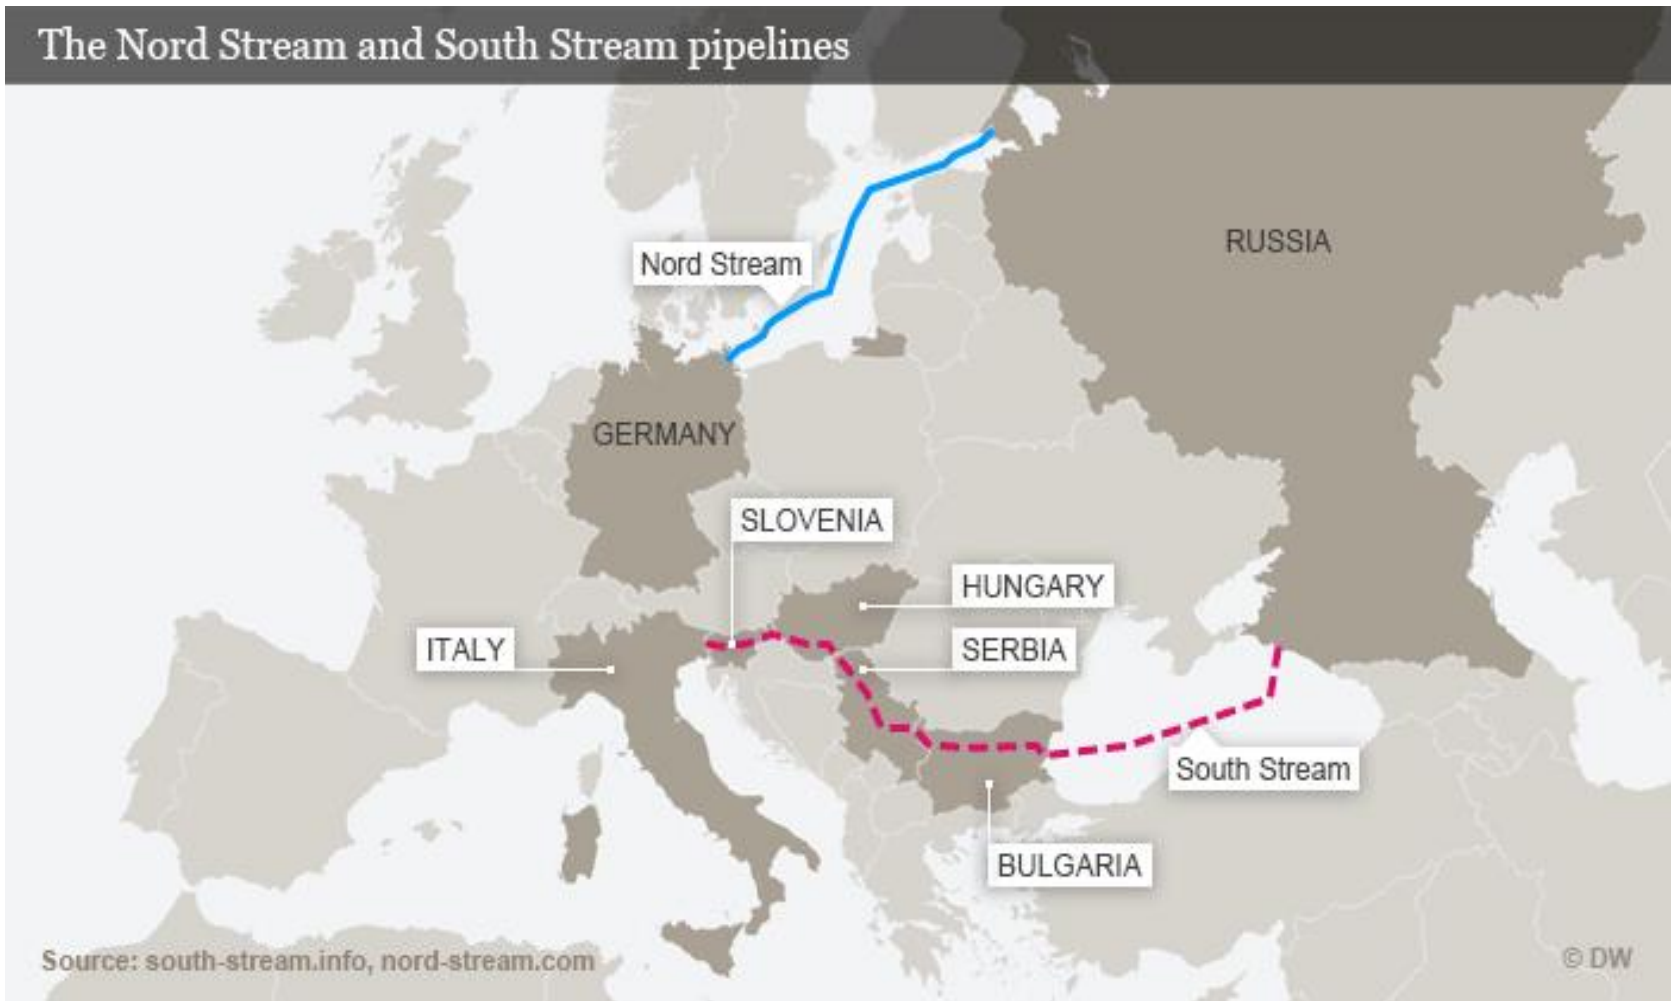 The Nord Stream and South Stream pipelines
RUSSIA
Nord Stream
GERMANY
SLOVENIA
HUNGARY
ITALY
SERBIA
South Stream
BULGARIA
Source: south-stream.info, nord-stream.com
© DW